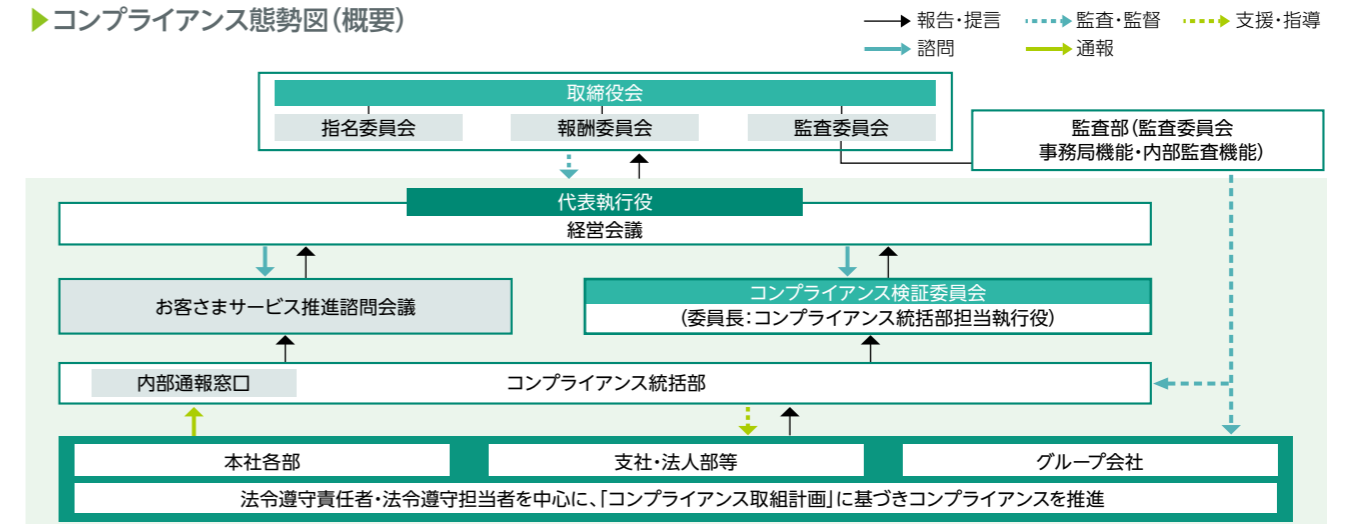 ▶コンプライアンス態勢図（概要）
報告・提言 監査・監督 支援・指導
諮問 通報
取締役会
指名委員会 報酬委員会 監査委員会
監査部（監査委員会
事務局機能・内部監査機能）
代表執行役
経営会議
お客さまサービス推進諮問会議
コンプライアンス検証委員会
（委員長：コンプライアンス統括部担当執行役）
内部通報窓口 コンプライアンス統括部
本社各部 支社・法人部等 グループ会社
法令遵守責任者・法令遵守担当者を中心に、「コンプライアンス取組計画」に基づきコンプライアンスを推進